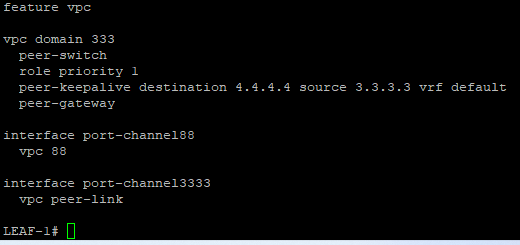 feature vpc
vpc domain 333
peer-switch
role priority 1
peer-keepalive destination 4.4.4.4 source 3.3.3.3 vrf default
peer-gateway
interface port-channel88
vpc 88
interface port-channel3333
vpc peer-link
LEAF-1#